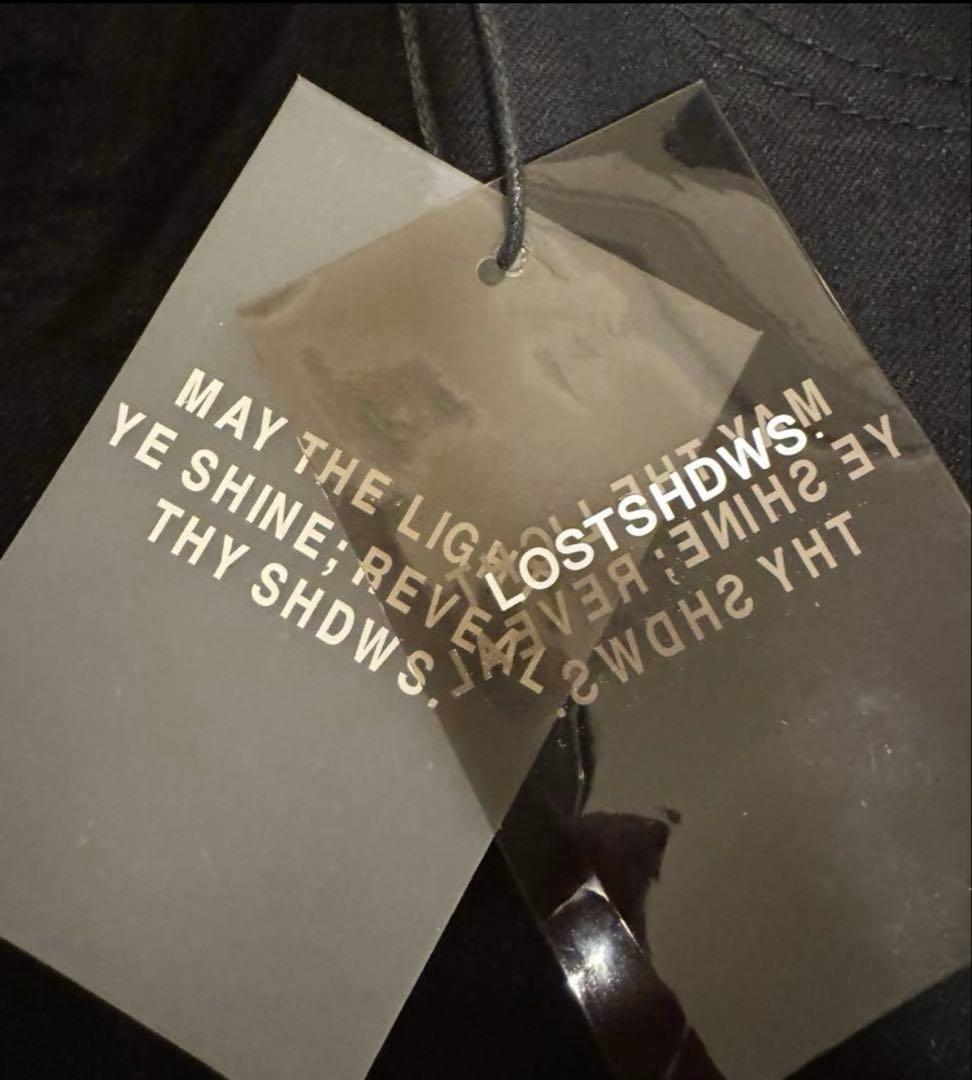 MAY THE LIGHT
YE SHINE; REVEAL
THY SHDWS.
LOSTSHDWS.